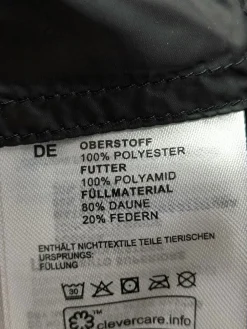 DE OBERSTOFF
100% POLYESTER
FUTTER
100% POLYAMID
FÜLLMATERIAL
80% DAUNE
20% FEDERN
ENTHÄLT NICHTTEXTILE TEILE TIERISCHEN
URSPRUNGS:
FÜLLUNG
30
clevercare.info